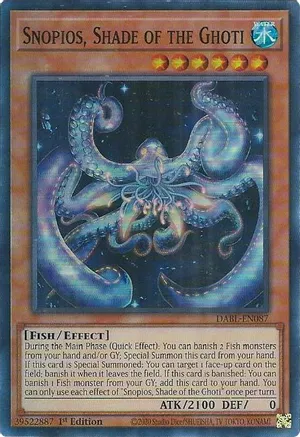 SNOPIOS, SHADE OF THE GHOTI
WATER
水
DABL-EN087
[FISH/EFFECT]
During the Main Phase (Quick Effect): You can banish 2 Fish monsters
from your hand and/or GY; Special Summon this card from your hand.
If this card is Special Summoned: You can target 1 face-up card on the
field; banish it when it leaves the field. If this card is banished: You can
banish 1 Fish monster from your GY; add this card to your hand. You
can only use each effect of "Snopios, Shade of the Ghoti" once per turn.
ATK/2100 DEF/ 0
39522887 1st Edition ©2020 Studio Dice/SHUEISHA, TV TOKYO, KONAMI